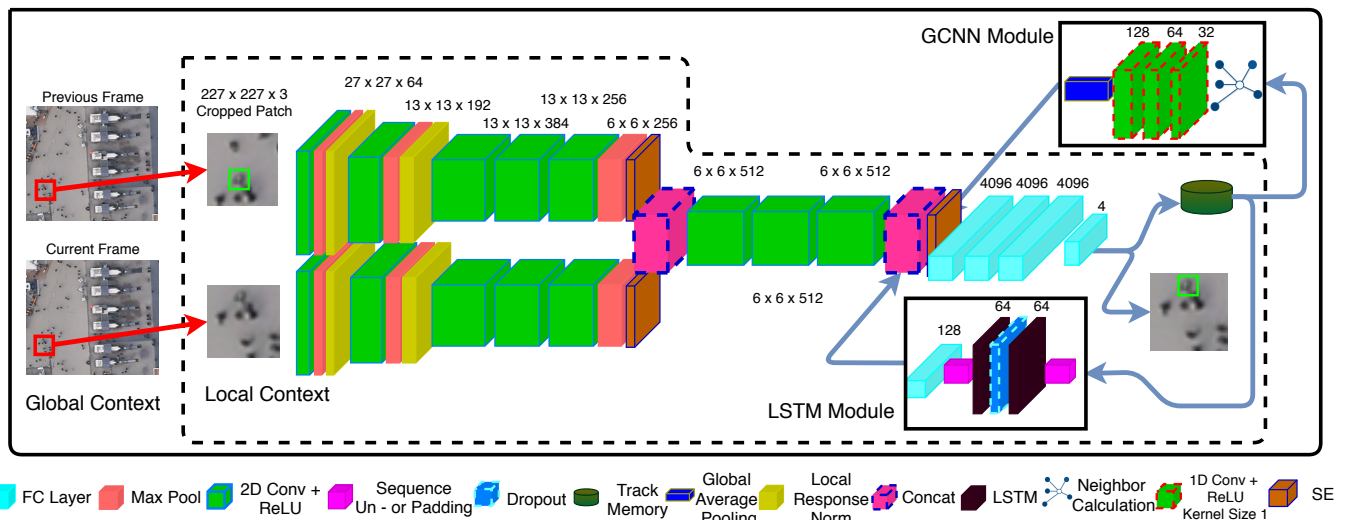 GCNN Module
128 64 32
27 x 27 x 64
227 x 227 x 3
Cropped Patch
Previous Frame
13 x 13 x 192
13 x 13 x 256
13 x 13 x 384
6 x 6 x 256
6 x 6 x 512
6 x 6 x 512
4096 4096 4096
4
Current Frame
6 x 6 x 512
64 64
128
Global Context
Local Context
LSTM Module
FC Layer
Max Pool
2D Conv +
ReLU
Sequence
Un - or Padding
Dropout
Track
Memory
Global
Average
Pooling
Local
Response
Norm
Concat
LSTM
Neighbor
Calculation
1D Conv +
ReLU
Kernel Size 1
SE